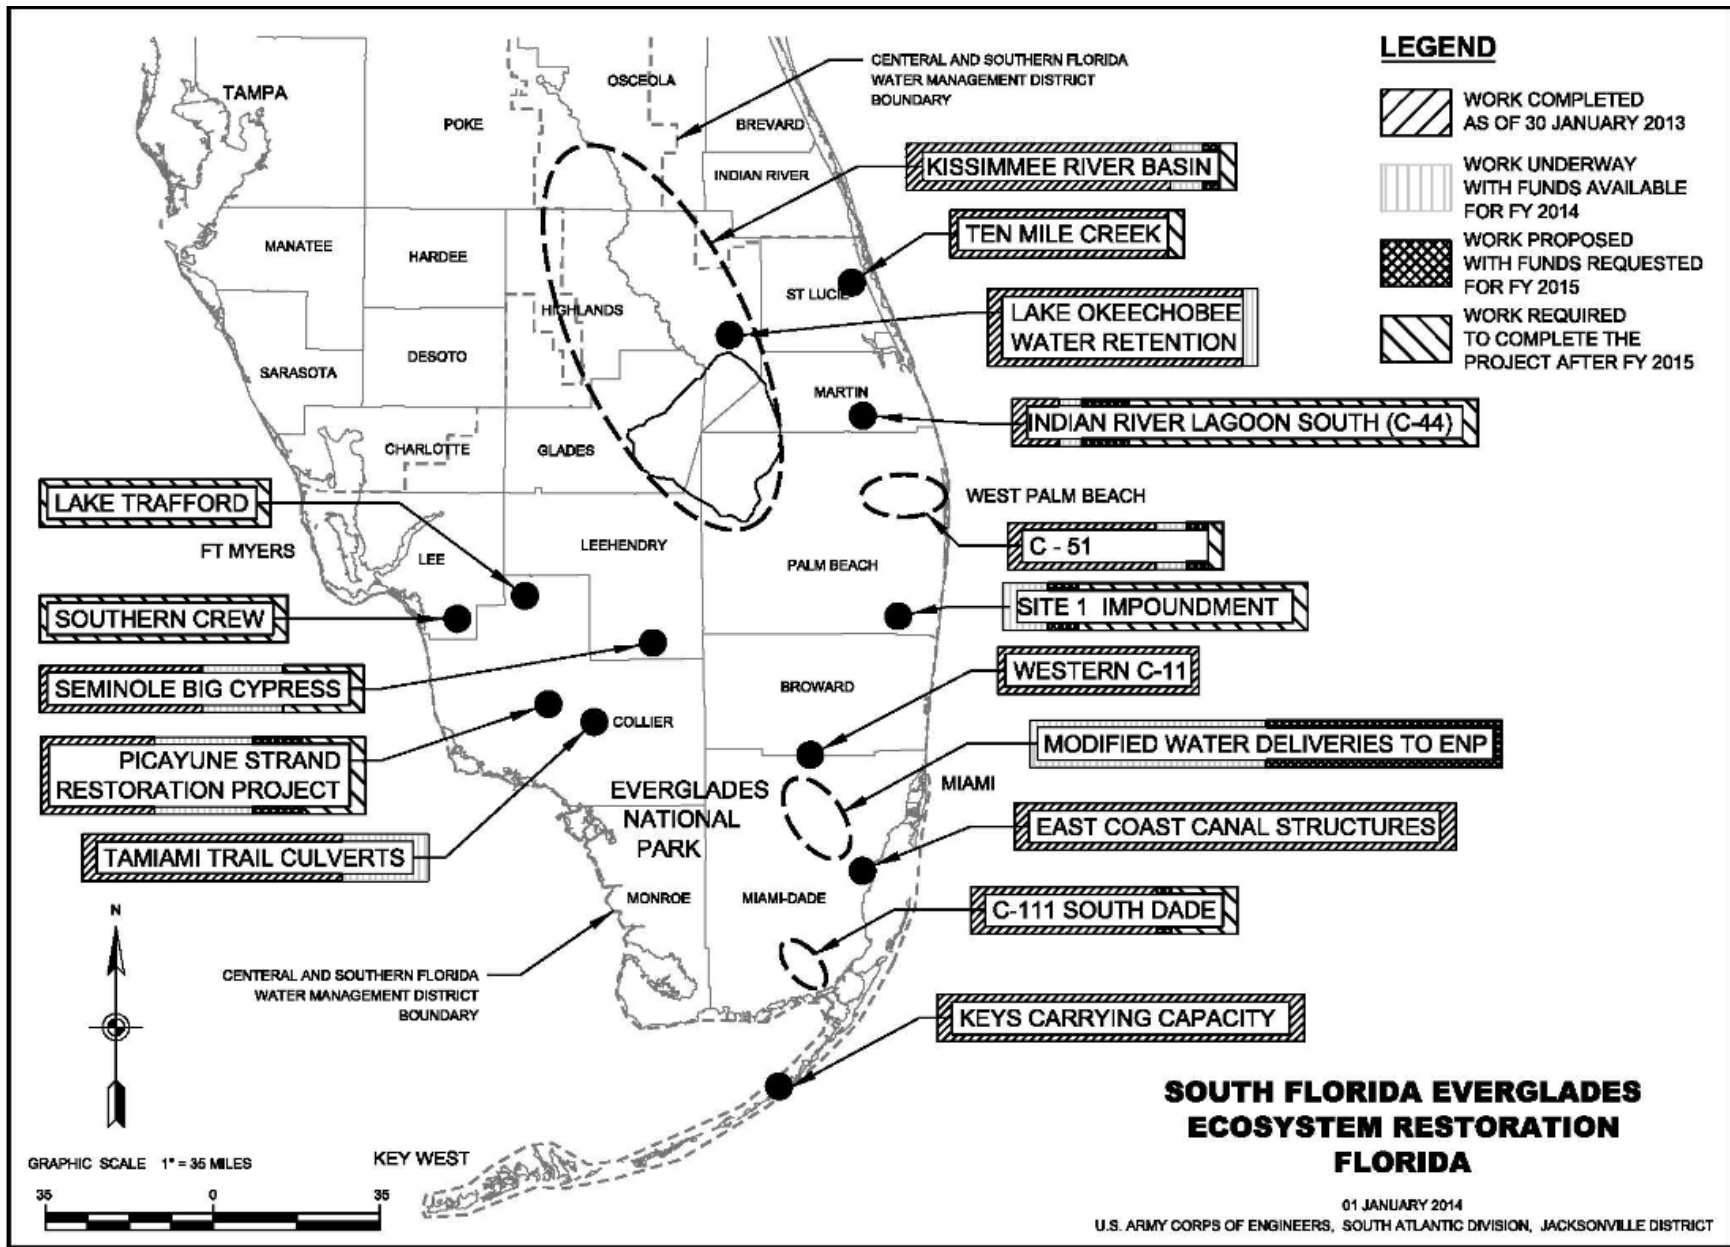 CENTRAL AND SOUTHERN FLORIDA
WATER MANAGEMENT DISTRICT
BOUNDARY
LEGEND
WORK COMPLETED
AS OF 30 JANUARY 2013
WORK UNDERWAY
WITH FUNDS AVAILABLE
FOR FY 2014
WORK PROPOSED
WITH FUNDS REQUESTED
FOR FY 2015
WORK REQUIRED
TO COMPLETE THE
PROJECT AFTER FY 2015
TAMPA
POKE
OSCEOLA
BREVARD
INDIAN RIVER
MANATEE
HARDEE
HIGHLANDS
ST LUCIE
SARASOTA
DESOTO
MARTIN
CHARLOTTE
GLADES
WEST PALM BEACH
FT MYERS
LEE
LEEHENDRY
PALM BEACH
BROWARD
COLLIER
EVERGLADES
NATIONAL
PARK
MIAMI
MONROE
MIAMI-DADE
KEY WEST
KISSIMMEE RIVER BASIN
TEN MILE CREEK
LAKE OKEECHOBEE
WATER RETENTION
INDIAN RIVER LAGOON SOUTH (C-44)
C - 51
SITE 1 IMPOUNDMENT
WESTERN C-11
MODIFIED WATER DELIVERIES TO ENP
EAST COAST CANAL STRUCTURES
C-111 SOUTH DADE
KEYS CARRYING CAPACITY
LAKE TRAFFORD
SOUTHERN CREW
SEMINOLE BIG CYPRESS
PICAYUNE STRAND
RESTORATION PROJECT
TAMIAMI TRAIL CULVERTS
CENTRAL AND SOUTHERN FLORIDA
WATER MANAGEMENT DISTRICT
BOUNDARY
N
GRAPHIC SCALE 1" = 35 MILES
35 0 35
SOUTH FLORIDA EVERGLADES
ECOSYSTEM RESTORATION
FLORIDA
01 JANUARY 2014
U.S. ARMY CORPS OF ENGINEERS, SOUTH ATLANTIC DIVISION, JACKSONVILLE DISTRICT